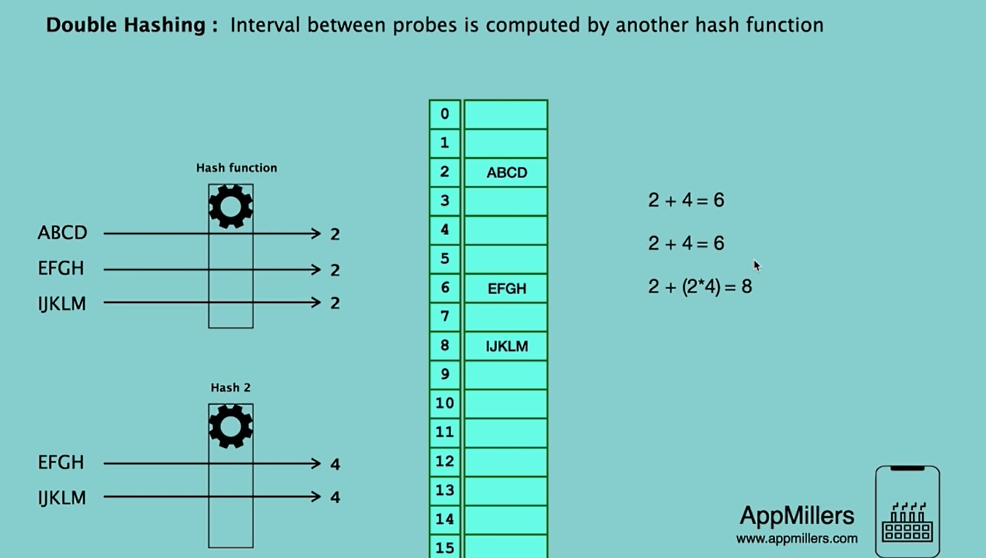 Double Hashing : Interval between probes is computed by another hash function
Hash function
ABCD 2
EFGH 2
IJKLM 2
Hash 2
EFGH 4
IJKLM 4
0
1
2 ABCD
3
4
5
6 EFGH
7
8 IJKLM
9
10
11
12
13
14
15
2 + 4 = 6
2 + 4 = 6
2 + (2*4) = 8
AppMillers
www.appmillers.com